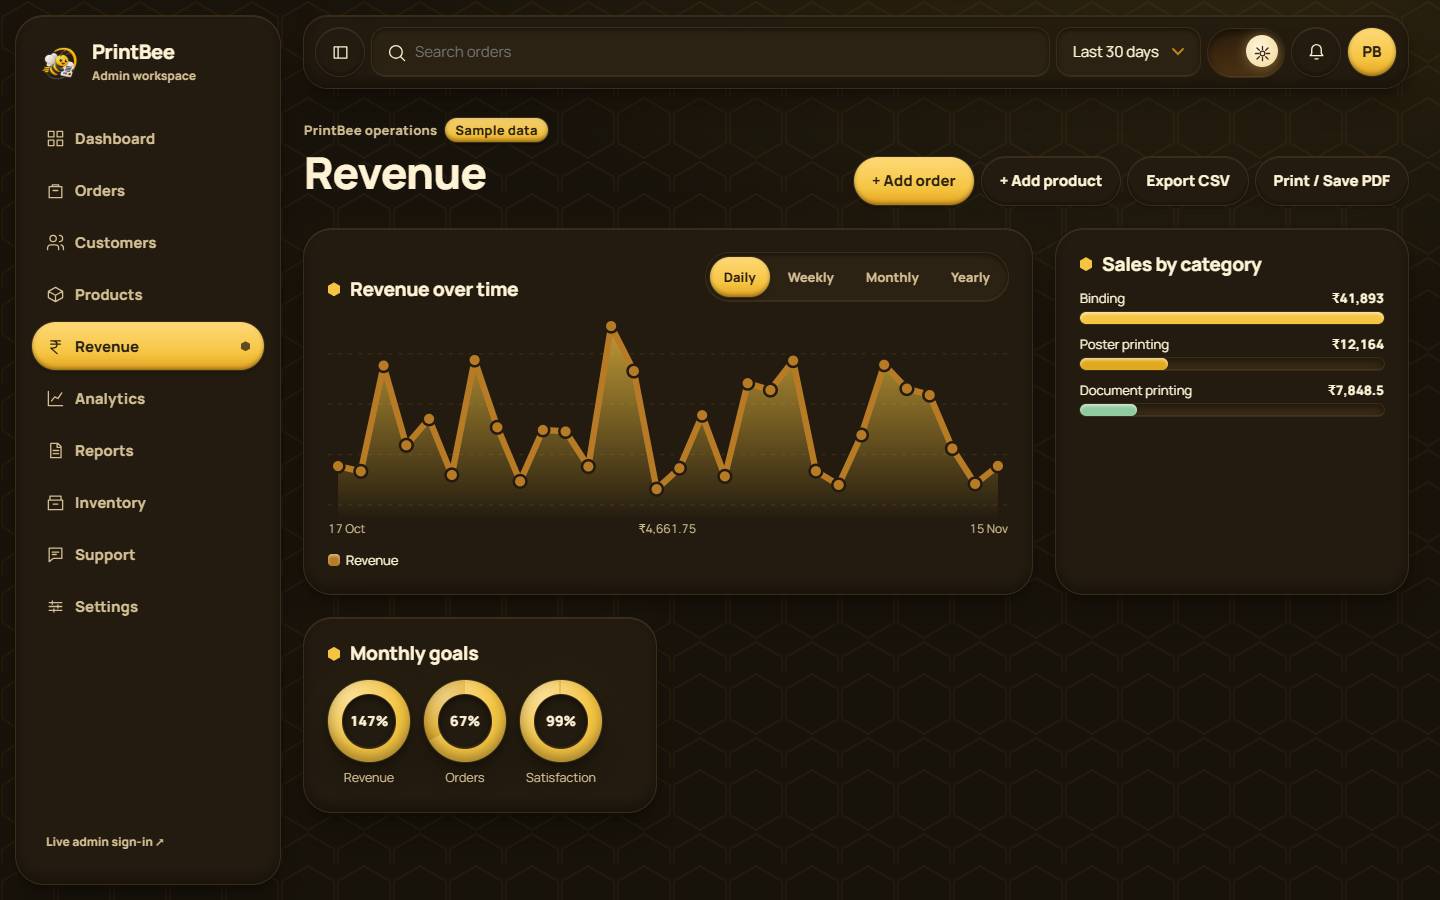 PrintBee
Admin workspace
Dashboard
Orders
Customers
Products
Revenue
Analytics
Reports
Inventory
Support
Settings
Live admin sign-in ↗
Search orders
Last 30 days
PB
PrintBee operations
Sample data
Revenue
+ Add order
+ Add product
Export CSV
Print / Save PDF
Revenue over time
Daily
Weekly
Monthly
Yearly
17 Oct
₹4,661.75
15 Nov
Revenue
Sales by category
Binding ₹41,893
Poster printing ₹12,164
Document printing ₹7,848.5
Monthly goals
147%
67%
99%
Revenue
Orders
Satisfaction